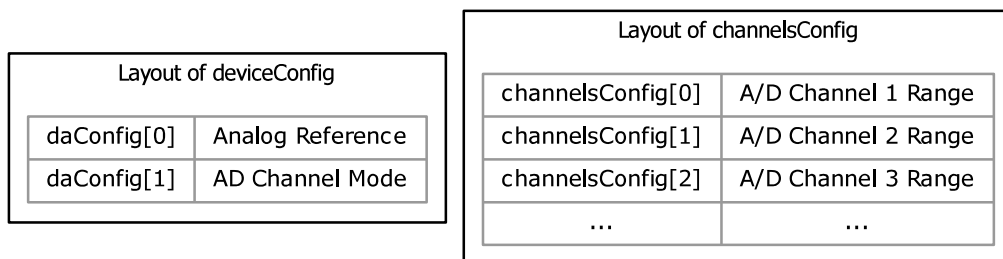 Layout of deviceConfig
daConfig[0] Analog Reference
daConfig[1] AD Channel Mode
Layout of channelsConfig
channelsConfig[0] A/D Channel 1 Range
channelsConfig[1] A/D Channel 2 Range
channelsConfig[2] A/D Channel 3 Range
... ...